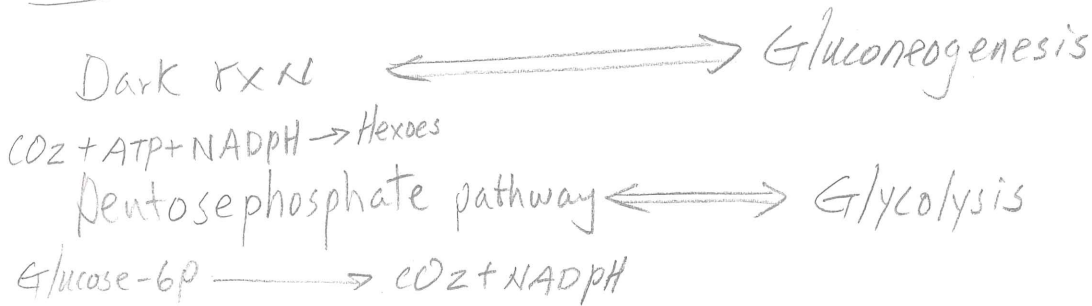 Dark rxN ⟺ Gluconeogenesis
CO2 + ATP + NADPH → Hexoes
Pentosephosphate pathway ⟺ Glycolysis
Glucose-6P → CO2 + NADPH